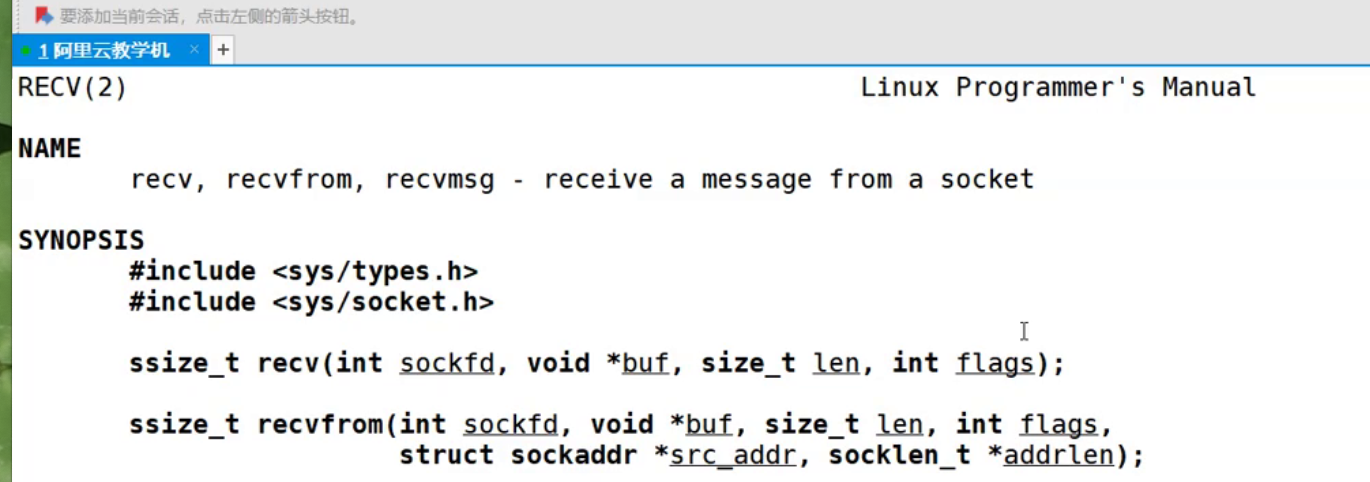 要添加当前会话，点击左侧的箭头按钮。
1 阿里云教学机 × +
RECV(2) Linux Programmer's Manual
NAME
recv, recvfrom, recvmsg - receive a message from a socket
SYNOPSIS
#include <sys/types.h>
#include <sys/socket.h>
ssize_t recv(int sockfd, void *buf, size_t len, int flags);
ssize_t recvfrom(int sockfd, void *buf, size_t len, int flags,
struct sockaddr *src_addr, socklen_t *addrlen);